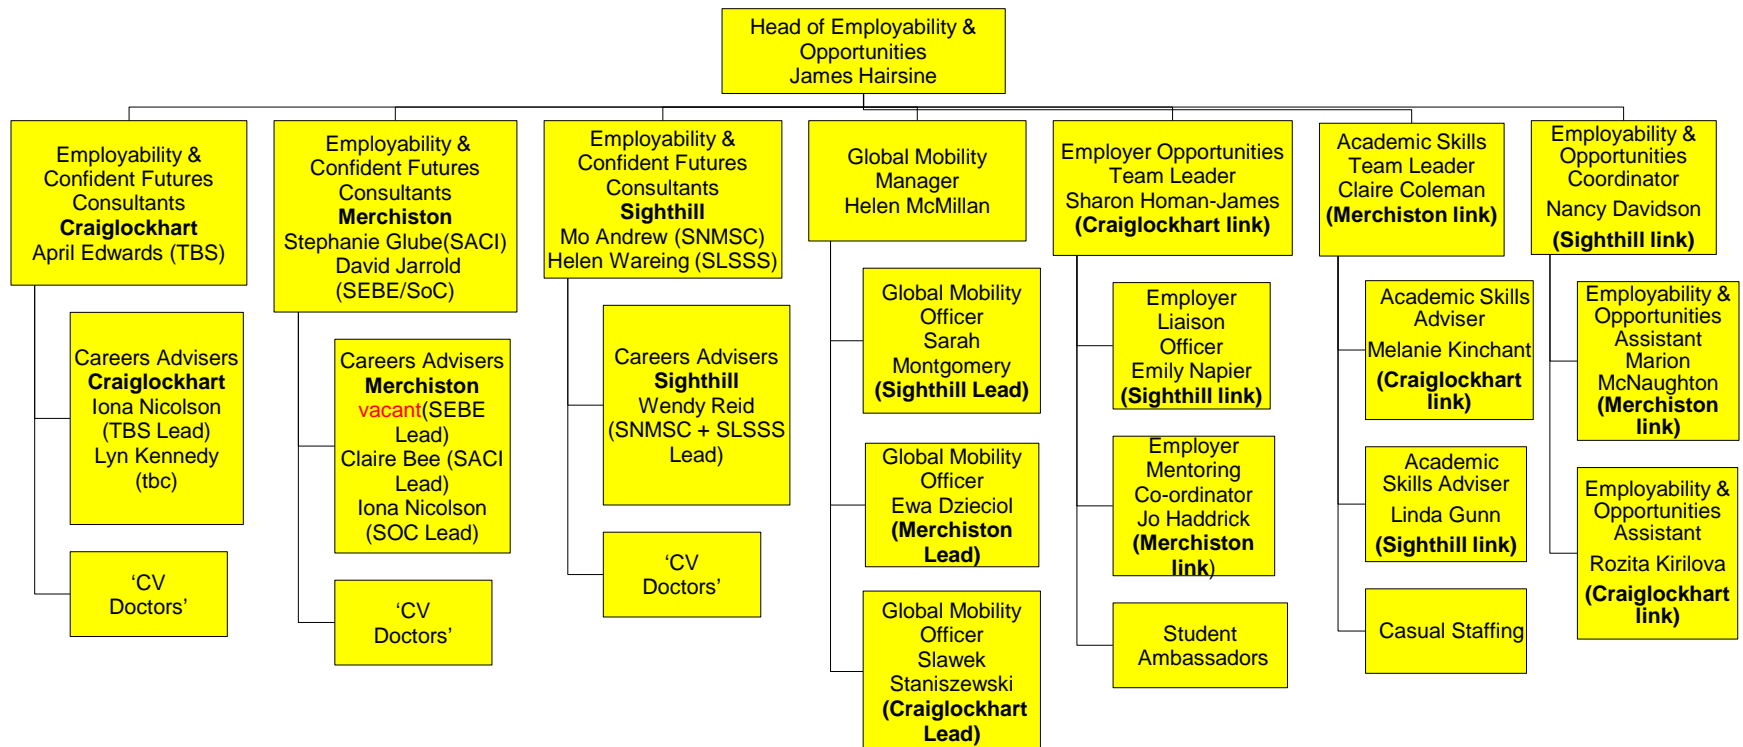 Head of Employability &
Opportunities
James Hairsine
Employability &
Confident Futures
Consultants
Craiglockhart
April Edwards (TBS)
Careers Advisers
Craiglockhart
Iona Nicolson
(TBS Lead)
Lyn Kennedy
(tbc)
‘CV
Doctors’
Employability &
Confident Futures
Consultants
Merchiston
Stephanie Glube(SACI)
David Jarrold
(SEBE/SoC)
Careers Advisers
Merchiston
vacant(SEBE
Lead)
Claire Bee (SACI
Lead)
Iona Nicolson
(SOC Lead)
‘CV
Doctors’
Employability &
Confident Futures
Consultants
Sighthill
Mo Andrew (SNMSC)
Helen Wareing (SLSSS)
Careers Advisers
Sighthill
Wendy Reid
(SNMSC + SLSSS
Lead)
‘CV
Doctors’
Global Mobility
Manager
Helen McMillan
Global Mobility
Officer
Sarah
Montgomery
(Sighthill Lead)
Global Mobility
Officer
Ewa Dzieciol
(Merchiston
Lead)
Global Mobility
Officer
Slawek
Staniszewski
(Craiglockhart
Lead)
Employer Opportunities
Team Leader
Sharon Homan-James
(Craiglockhart link)
Employer
Liaison
Officer
Emily Napier
(Sighthill link)
Employer
Mentoring
Co-ordinator
Jo Haddrick
(Merchiston
link)
Student
Ambassadors
Academic Skills
Team Leader
Claire Coleman
(Merchiston link)
Academic Skills
Adviser
Melanie Kinchant
(Craiglockhart
link)
Academic
Skills Adviser
Linda Gunn
(Sighthill link)
Casual Staffing
Employability &
Opportunities
Coordinator
Nancy Davidson
(Sighthill link)
Employability &
Opportunities
Assistant
Marion
McNaughton
(Merchiston
link)
Employability &
Opportunities
Assistant
Rozita Kirilova
(Craiglockhart
link)